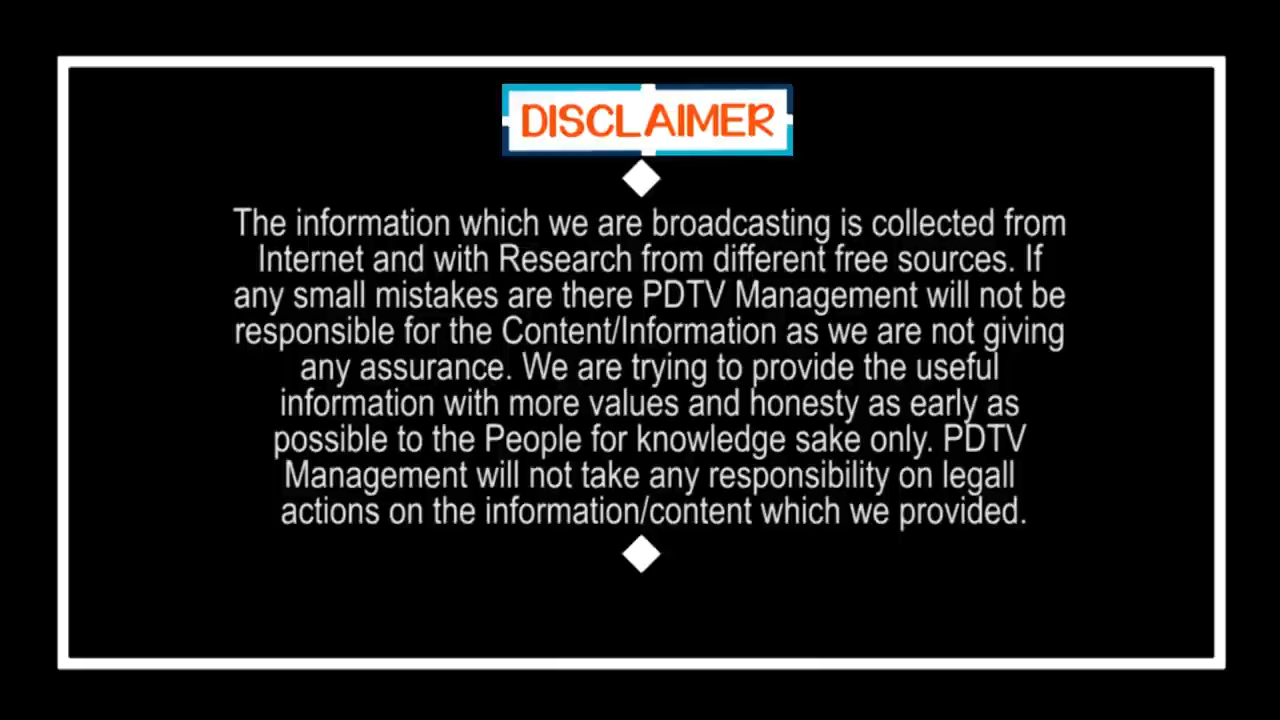 DISCLAIMER
The information which we are broadcasting is collected from
Internet and with Research from different free sources. If
any small mistakes are there PDTV Management will not be
responsible for the Content/Information as we are not giving
any assurance. We are trying to provide the useful
information with more values and honesty as early as
possible to the People for knowledge sake only. PDTV
Management will not take any responsibility on legall
actions on the information/content which we provided.